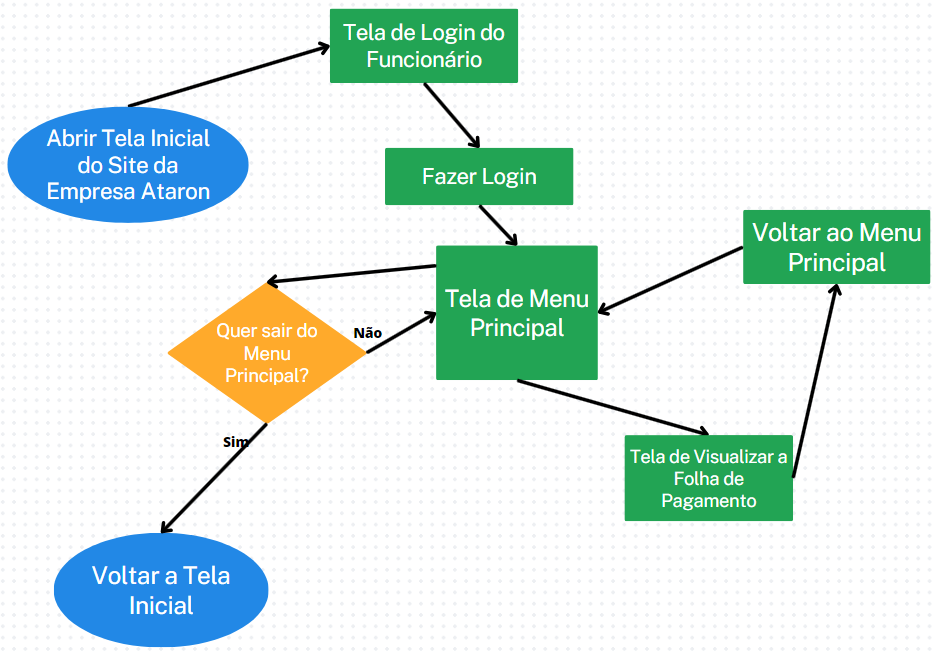 Tela de Login do
Funcionário
Abrir Tela Inicial
do Site da
Empresa Ataron
Fazer Login
Voltar ao Menu
Principal
Tela de Menu
Principal
Quer sair do
Menu
Principal?
Não
Sim
Tela de Visualizar a
Folha de
Pagamento
Voltar a Tela
Inicial